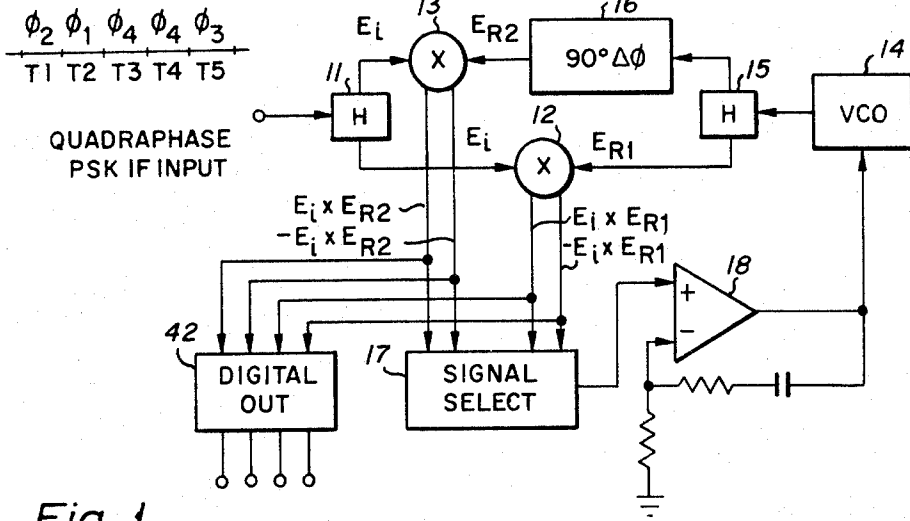 ϕ2 ϕ1 ϕ4 ϕ4 ϕ3
T1 T2 T3 T4 T5
QUADRAPHASE
PSK IF INPUT
11
H
Ei
13
X
ER2
16
90° Δϕ
15
H
14
VCO
Ei
12
X
ER1
Ei x ER2
-Ei x ER2
Ei x ER1
-Ei x ER1
42
DIGITAL
OUT
17
SIGNAL
SELECT
18
+
−
Fig. 1